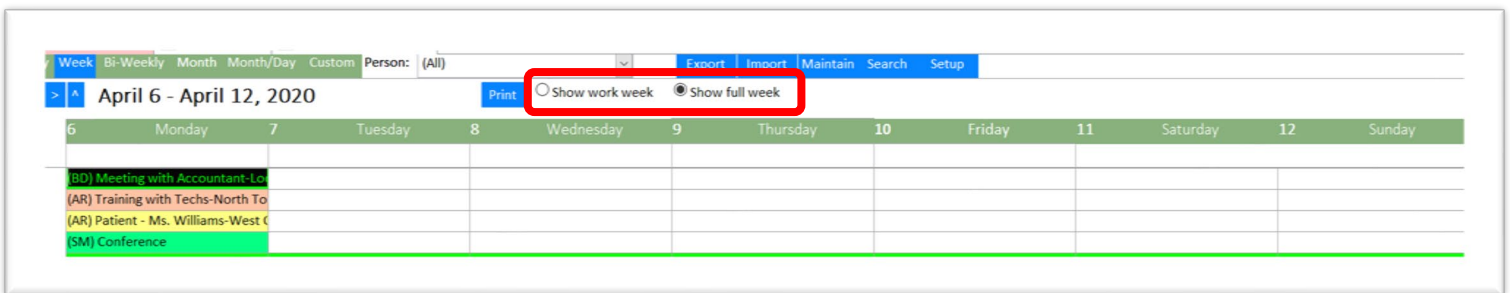 Week Bi-Weekly Month Month/Day Custom Person: (All) Export Import Maintain Search Setup
> ^ April 6 - April 12, 2020 Print Show work week Show full week
6 Monday 7 Tuesday 8 Wednesday 9 Thursday 10 Friday 11 Saturday 12 Sunday
(BD) Meeting with Accountant-Lo
(AR) Training with Techs-North To
(AR) Patient - Ms. Williams-West
(SM) Conference